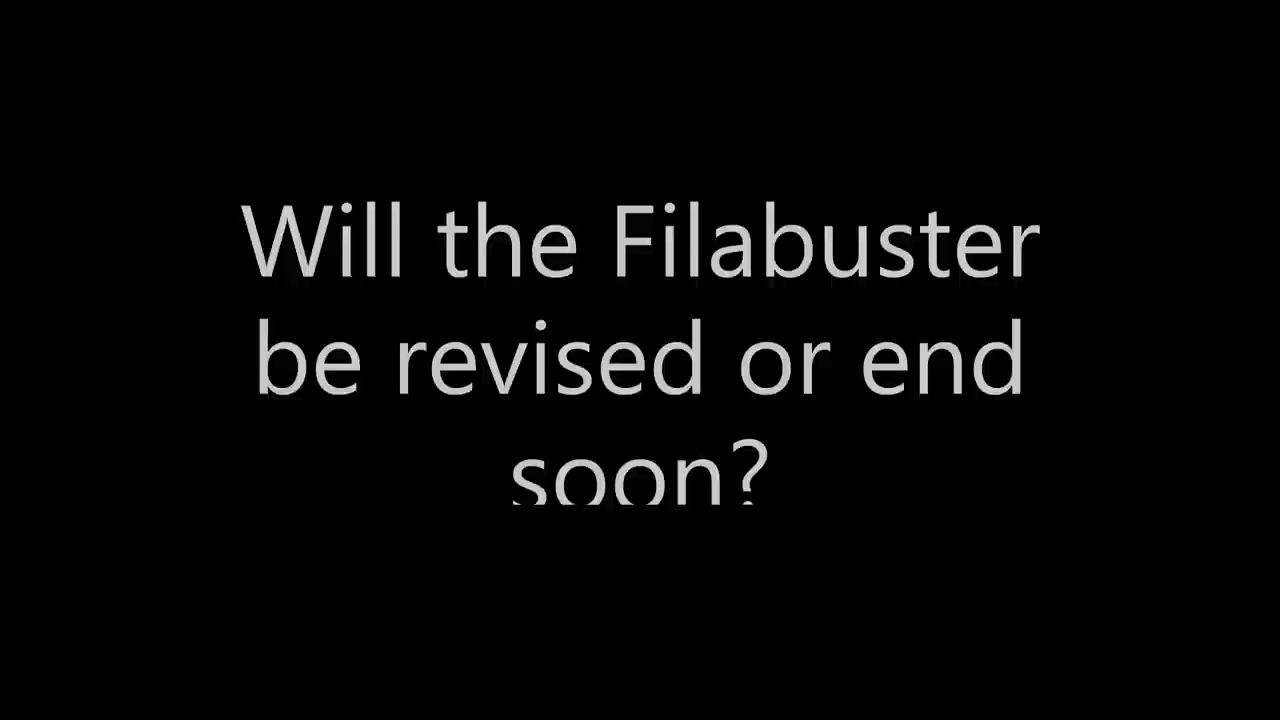 Will the Filabuster
be revised or end
soon?